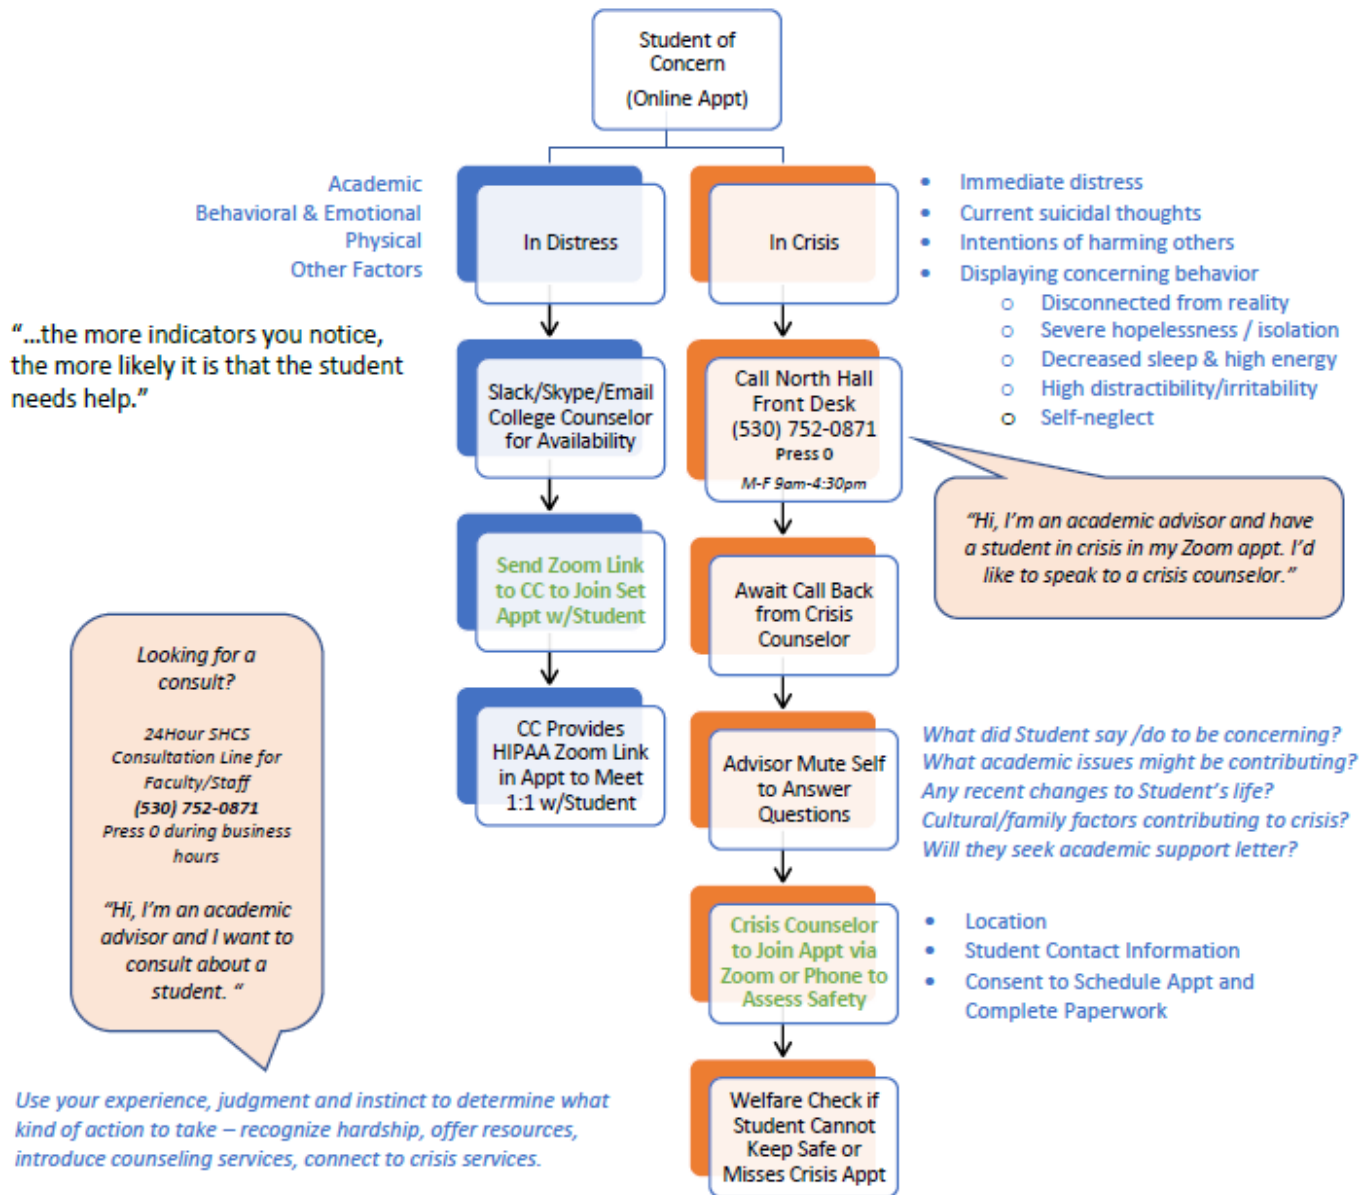 Student of
Concern
(Online Appt)
Academic
Behavioral & Emotional
Physical
Other Factors
In Distress
In Crisis
• Immediate distress
• Current suicidal thoughts
• Intentions of harming others
• Displaying concerning behavior
o Disconnected from reality
o Severe hopelessness / isolation
o Decreased sleep & high energy
o High distractibility/irritability
o Self-neglect
“...the more indicators you notice,
the more likely it is that the student
needs help.”
Slack/Skype/Email
College Counselor
for Availability
Call North Hall
Front Desk
(530) 752-0871
Press 0
M-F 9am-4:30pm
“Hi, I’m an academic advisor and have
a student in crisis in my Zoom appt. I’d
like to speak to a crisis counselor.”
Send Zoom Link
to CC to Join Set
Appt w/Student
Await Call Back
from Crisis
Counselor
Looking for a
consult?
24Hour SHCS
Consultation Line for
Faculty/Staff
(530) 752-0871
Press 0 during business
hours
“Hi, I’m an academic
advisor and I want to
consult about a
student. “
CC Provides
HIPAA Zoom Link
in Appt to Meet
1:1 w/Student
Advisor Mute Self
to Answer
Questions
What did Student say /do to be concerning?
What academic issues might be contributing?
Any recent changes to Student’s life?
Cultural/family factors contributing to crisis?
Will they seek academic support letter?
Crisis Counselor
to Join Appt via
Zoom or Phone to
Assess Safety
• Location
• Student Contact Information
• Consent to Schedule Appt and
Complete Paperwork
Welfare Check if
Student Cannot
Keep Safe or
Misses Crisis Appt
Use your experience, judgment and instinct to determine what
kind of action to take – recognize hardship, offer resources,
introduce counseling services, connect to crisis services.